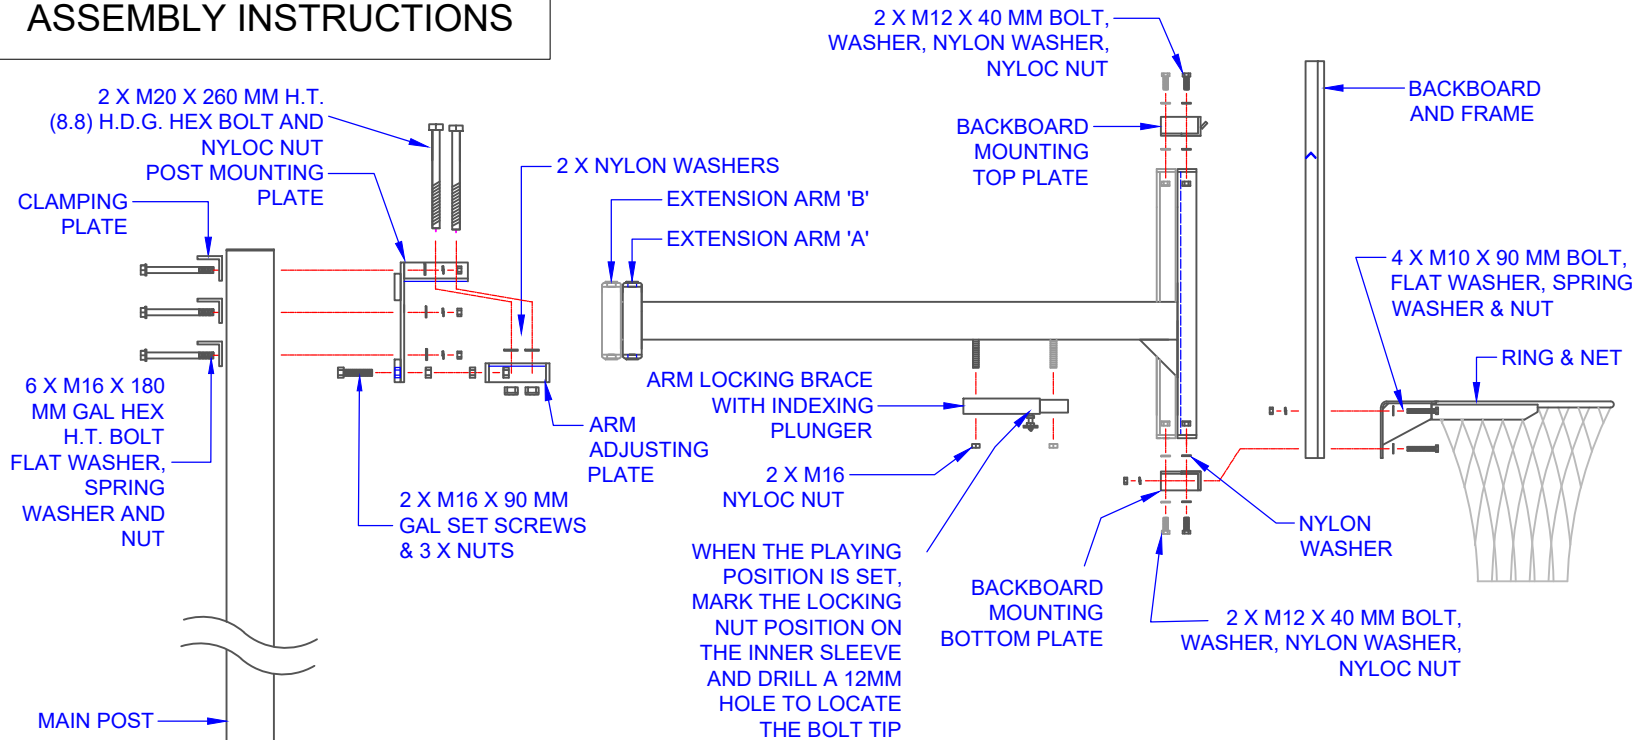 ASSEMBLY INSTRUCTIONS
2 X M20 X 260 MM H.T.
(8.8) H.D.G. HEX BOLT AND
NYLOC NUT
POST MOUNTING
PLATE
CLAMPING
PLATE
2 X NYLON WASHERS
EXTENSION ARM 'B'
EXTENSION ARM 'A'
2 X M12 X 40 MM BOLT,
WASHER, NYLON WASHER,
NYLOC NUT
BACKBOARD
MOUNTING
TOP PLATE
BACKBOARD
AND FRAME
4 X M10 X 90 MM BOLT,
FLAT WASHER, SPRING
WASHER & NUT
RING & NET
6 X M16 X 180
MM GAL HEX
H.T. BOLT
FLAT WASHER,
SPRING
WASHER AND
NUT
2 X M16 X 90 MM
GAL SET SCREWS
& 3 X NUTS
ARM
ADJUSTING
PLATE
ARM LOCKING BRACE
WITH INDEXING
PLUNGER
2 X M16
NYLOC NUT
WHEN THE PLAYING
POSITION IS SET,
MARK THE LOCKING
NUT POSITION ON
THE INNER SLEEVE
AND DRILL A 12MM
HOLE TO LOCATE
THE BOLT TIP
BACKBOARD
MOUNTING
BOTTOM PLATE
NYLON
WASHER
2 X M12 X 40 MM BOLT,
WASHER, NYLON WASHER,
NYLOC NUT
MAIN POST